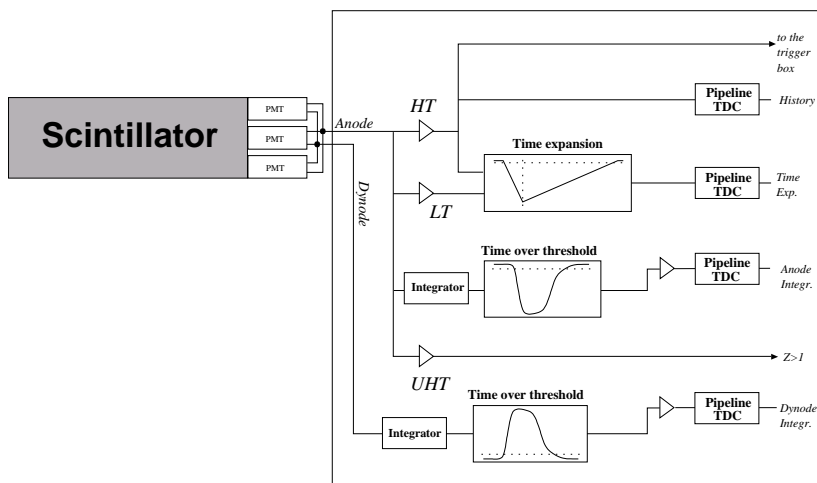 to the
trigger
box
Pipeline
TDC
History
HT
PMT
Scintillator
PMT
PMT
Anode
Dynode
Time expansion
LT
Pipeline
TDC
Time
Exp.
Time over threshold
Integrator
Pipeline
TDC
Anode
Integr.
UHT
Z>1
Time over threshold
Integrator
Pipeline
TDC
Dynode
Integr.